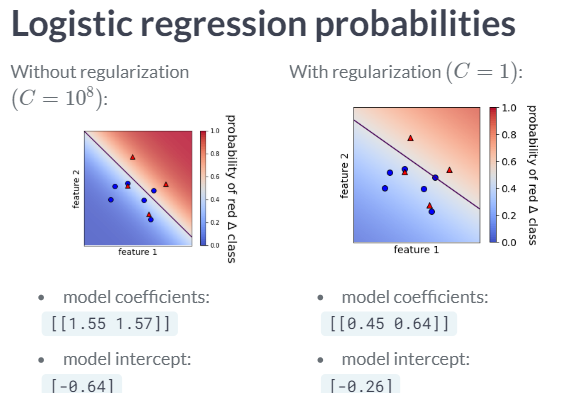 Logistic regression probabilities
Without regularization
(C = 10⁸):
1.0
0.8
0.6
0.4
0.2
0.0
probability of red Δ class
feature 2
feature 1
• model coefficients:
[[1.55 1.57]]
• model intercept:
[-0.64]
With regularization (C = 1):
1.0
0.8
0.6
0.4
0.2
0.0
probability of red Δ class
feature 2
feature 1
• model coefficients:
[[0.45 0.64]]
• model intercept:
[-0.26]